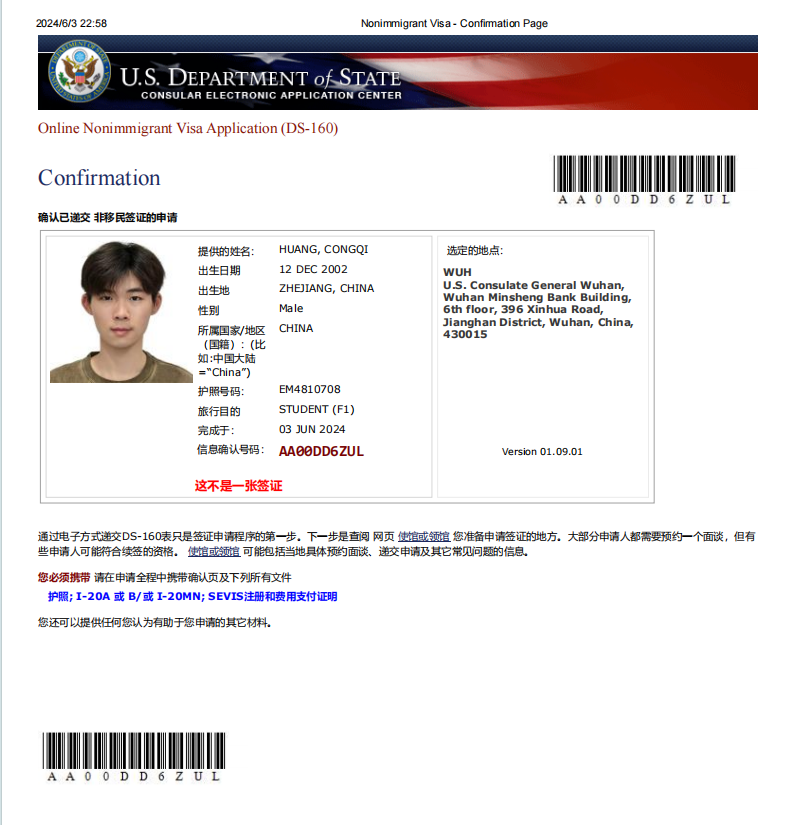 2024/6/3 22:58
Nonimmigrant Visa - Confirmation Page
U.S. DEPARTMENT of STATE
CONSULAR ELECTRONIC APPLICATION CENTER
Online Nonimmigrant Visa Application (DS-160)
Confirmation
AA00DD6ZUL
确认已递交 非移民签证的申请
提供的姓名: HUANG, CONGQI
出生日期 12 DEC 2002
出生地 ZHEJIANG, CHINA
性别 Male
所属国家/地区 CHINA
（国籍）：(比
如:中国大陆
="China")
护照号码: EM4810708
旅行目的 STUDENT (F1)
完成于: 03 JUN 2024
信息确认号码: AA00DD6ZUL
这不是一张签证
选定的地点:
WUH
U.S. Consulate General Wuhan,
Wuhan Minsheng Bank Building,
6th floor, 396 Xinhua Road,
Jianghan District, Wuhan, China,
430015
Version 01.09.01
通过电子方式递交DS-160表只是签证申请程序的第一步。下一步是查阅 网页 使馆或领馆 您准备申请签证的地方。大部分申请人都需要预约一个面谈，但有
些申请人可能符合续签的资格。 使馆或领馆 可能包括当地具体预约面谈、递交申请及其它常见问题的信息。
您必须携带 请在申请全程中携带确认页及下列所有文件
护照; I-20A 或 B/或 I-20MN; SEVIS注册和费用支付证明
您还可以提供任何您认为有助于您申请的其它材料。
AA00DD6ZUL